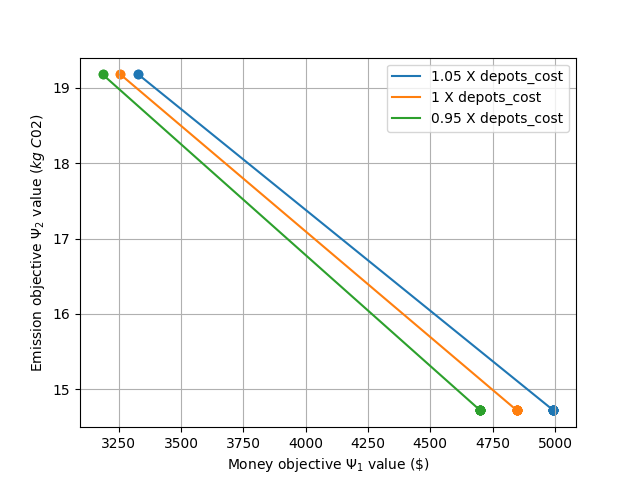 1.05 X depots_cost
1 X depots_cost
0.95 X depots_cost
19
18
17
16
15
Emission objective Ψ₂ value (kg C02)
3250 3500 3750 4000 4250 4500 4750 5000
Money objective Ψ₁ value ($)